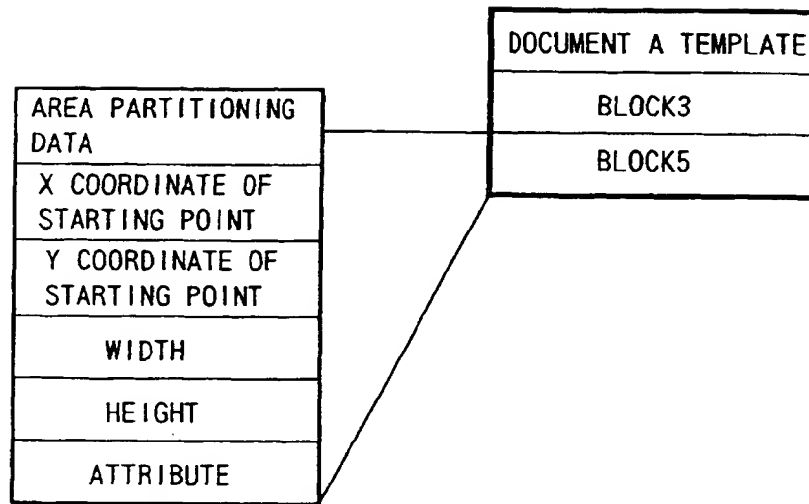 DOCUMENT A TEMPLATE
BLOCK3
BLOCK5
AREA PARTITIONING
DATA
X COORDINATE OF
STARTING POINT
Y COORDINATE OF
STARTING POINT
WIDTH
HEIGHT
ATTRIBUTE